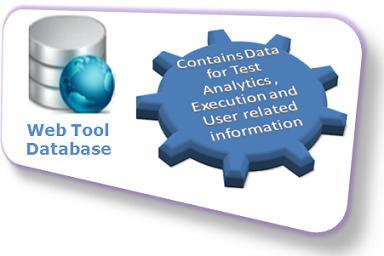 Web Tool
Database
Contains Data
for Test
Analytics ,
Execution and
User related
information